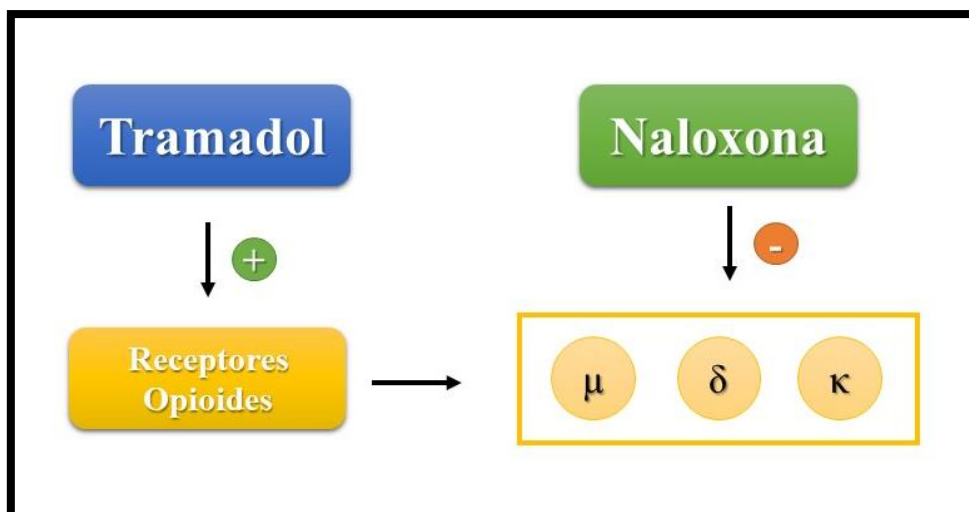 Tramadol
Naloxona
+
-
Receptores
Opioides
μ δ κ